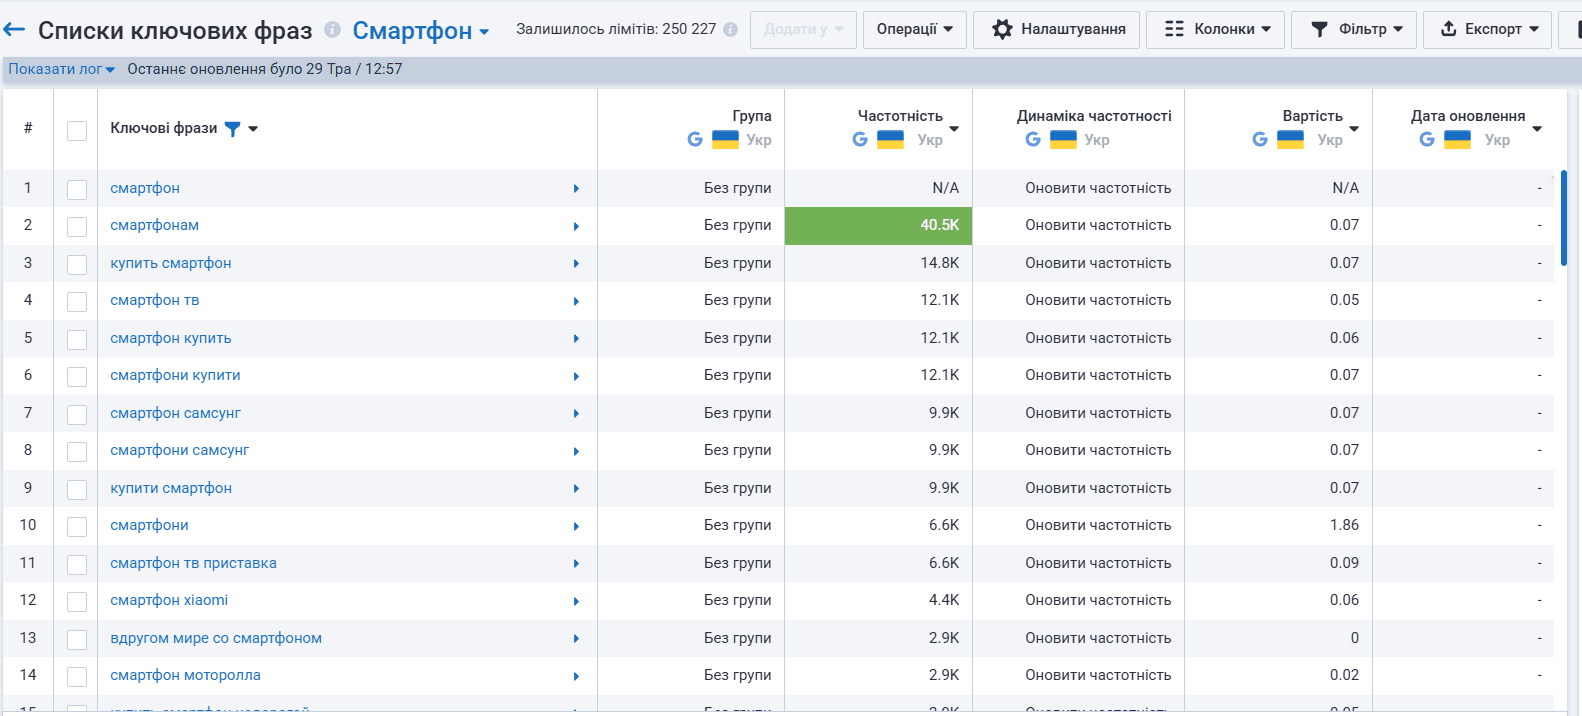 Списки ключових фраз Смартфон Залишилось лімітів: 250 227 Додати у Операції Налаштування Колонки Фільтр Експорт
Показати лог Останнє оновлення було 29 Тра / 12:57
# Ключові фрази Група Частотність Динаміка частотності Вартість Дата оновлення
G Укр G Укр G Укр G Укр G Укр
1 смартфон Без групи N/A Оновити частотність N/A -
2 смартфонам Без групи 40.5K Оновити частотність 0.07 -
3 купить смартфон Без групи 14.8K Оновити частотність 0.07 -
4 смартфон тв Без групи 12.1K Оновити частотність 0.05 -
5 смартфон купить Без групи 12.1K Оновити частотність 0.06 -
6 смартфони купити Без групи 12.1K Оновити частотність 0.07 -
7 смартфон самсунг Без групи 9.9K Оновити частотність 0.07 -
8 смартфони самсунг Без групи 9.9K Оновити частотність 0.07 -
9 купити смартфон Без групи 9.9K Оновити частотність 0.07 -
10 смартфони Без групи 6.6K Оновити частотність 1.86 -
11 смартфон тв приставка Без групи 6.6K Оновити частотність 0.09 -
12 смартфон xiaomi Без групи 4.4K Оновити частотність 0.06 -
13 вдругом мире со смартфоном Без групи 2.9K Оновити частотність 0 -
14 смартфон моторолла Без групи 2.9K Оновити частотність 0.02 -